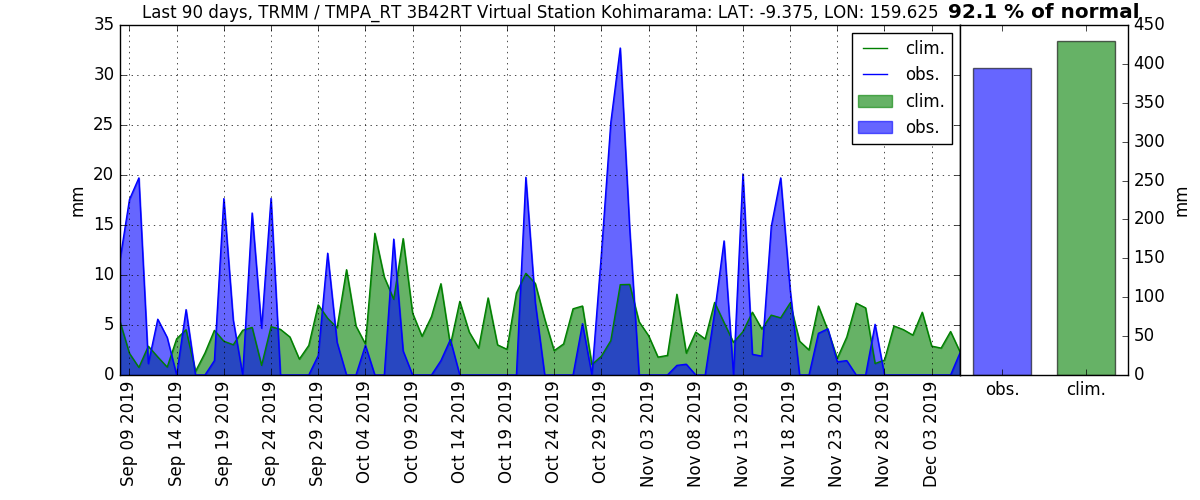 Last 90 days, TRMM / TMPA_RT 3B42RT Virtual Station Kohimarama: LAT: -9.375, LON: 159.625 92.1 % of normal
35
30
25
20
15
10
5
0
mm
clim.
obs.
clim.
obs.
450
400
350
300
250
200
150
100
50
0
mm
obs. clim.
Sep 09 2019
Sep 14 2019
Sep 19 2019
Sep 24 2019
Sep 29 2019
Oct 04 2019
Oct 09 2019
Oct 14 2019
Oct 19 2019
Oct 24 2019
Oct 29 2019
Nov 03 2019
Nov 08 2019
Nov 13 2019
Nov 18 2019
Nov 23 2019
Nov 28 2019
Dec 03 2019